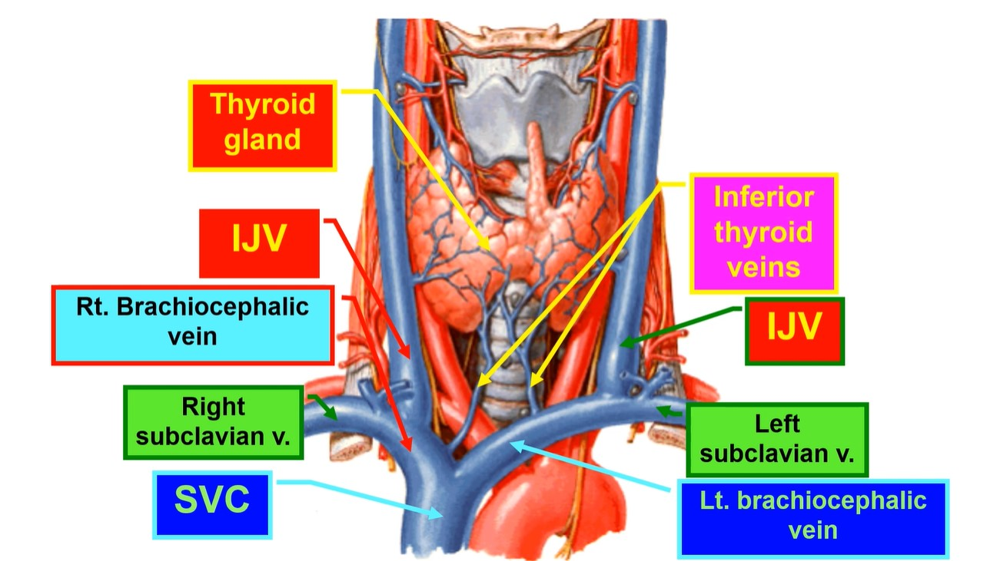 Thyroid
gland
IJV
Rt. Brachiocephalic
vein
Right
subclavian v.
SVC
Inferior
thyroid
veins
IJV
Left
subclavian v.
Lt. brachiocephalic
vein